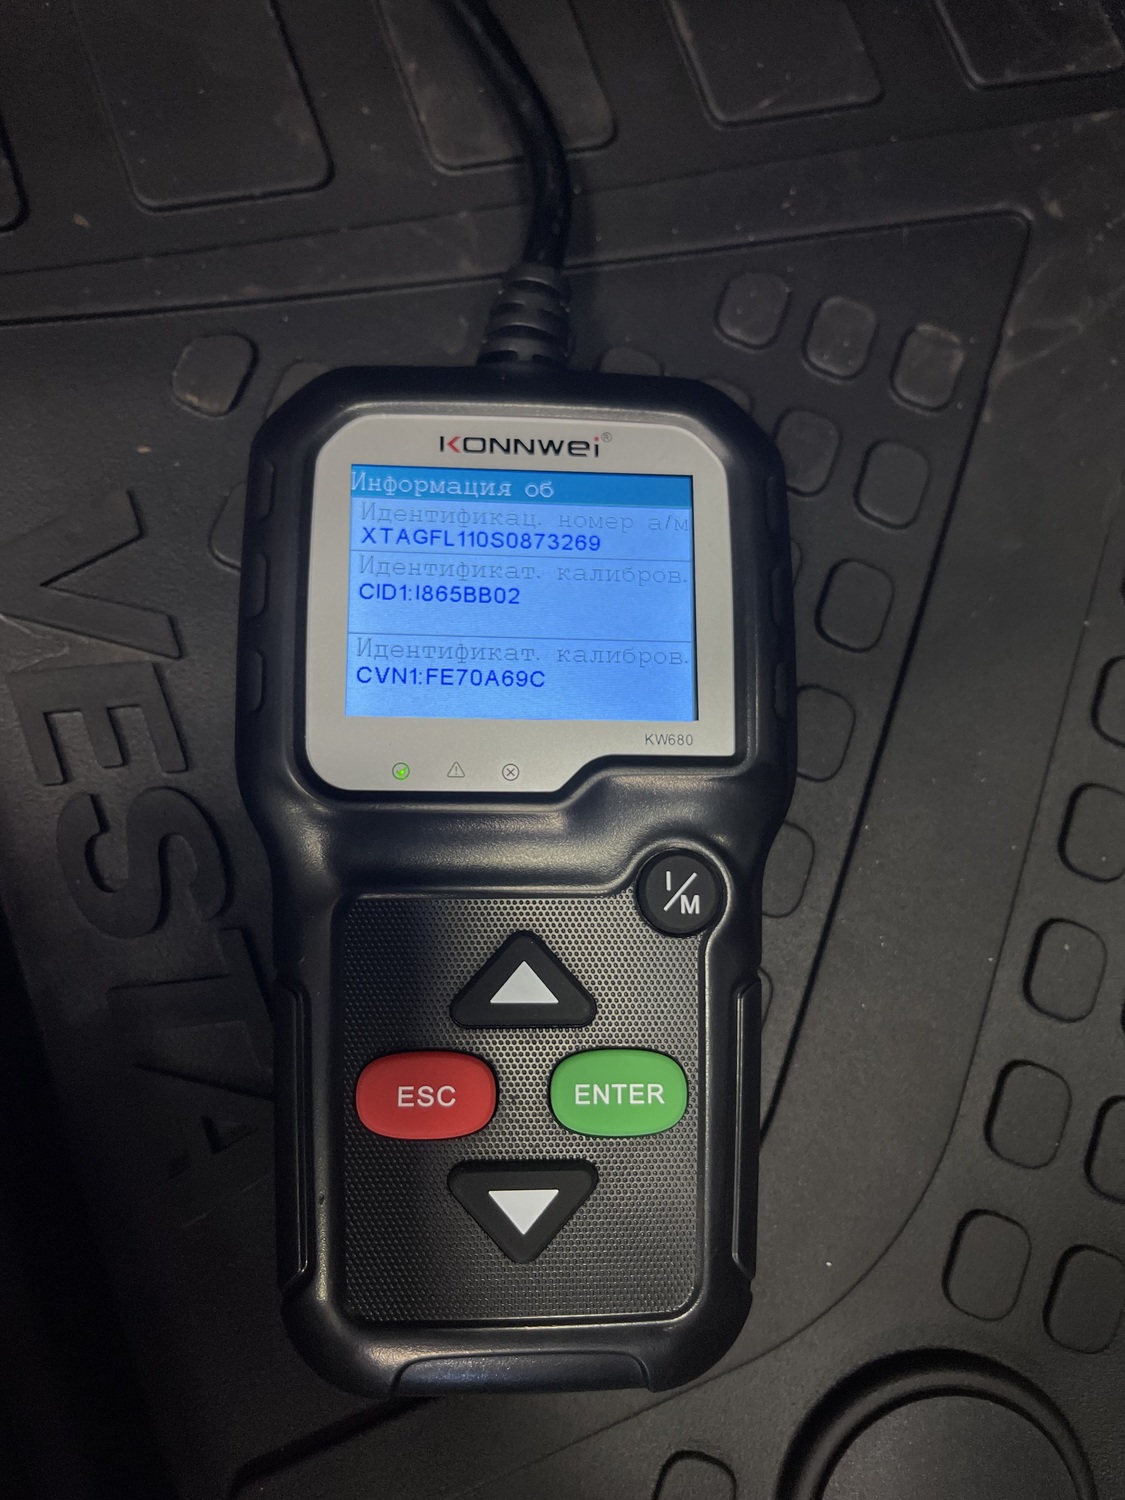 KONNWEI®
Информация об
Идентификац. номер а/м
XTAGFL110S0873269
Идентификат. калибров.
CID1:I865BB02
Идентификат. калибров.
CVN1:FE70A69C
KW680
I/M
ESC
ENTER
VESTA